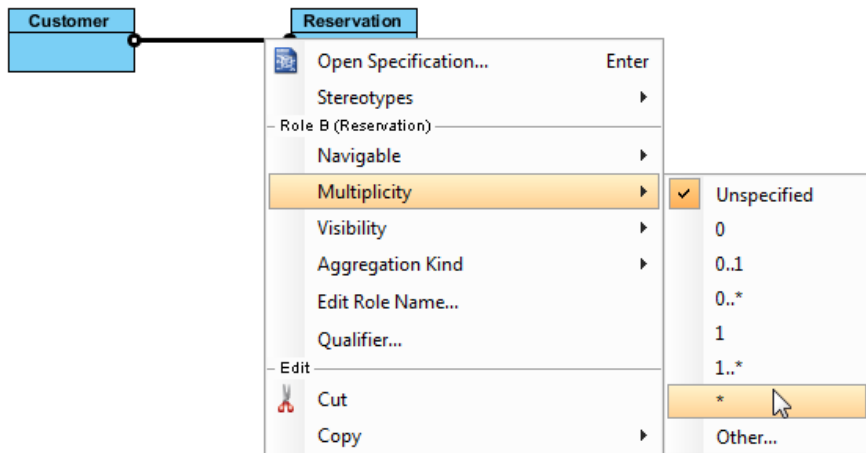 Customer
Reservation
Open Specification... Enter
Stereotypes
Role B (Reservation)
Navigable
Multiplicity
Visibility
Aggregation Kind
Edit Role Name...
Qualifier...
Edit
Cut
Copy
Unspecified
0
0..1
0..*
1
1..*
*
Other...